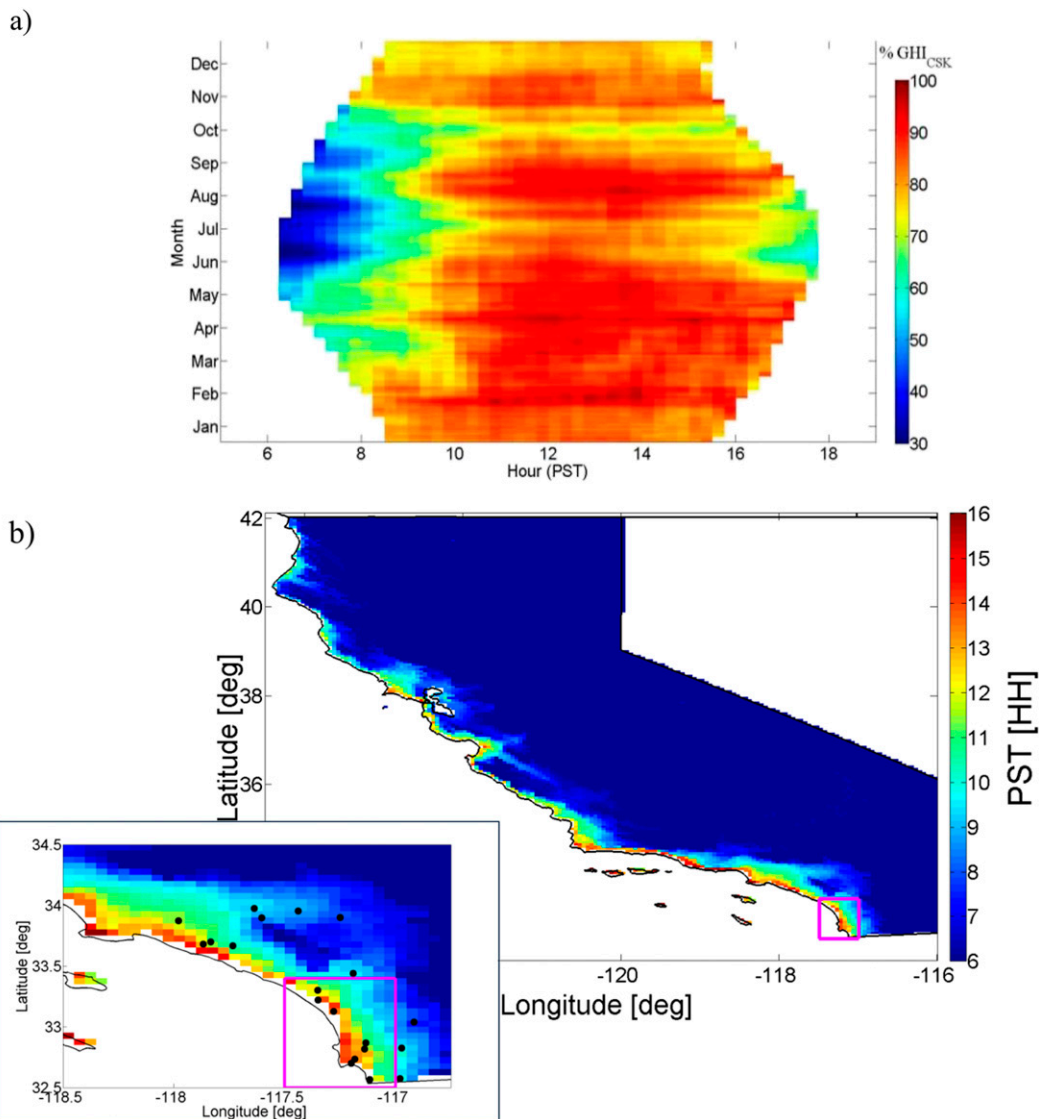 a)
% GHI_CSK
Dec
Nov
Oct
Sep
Aug
Jul
Jun
May
Apr
Mar
Feb
Jan
Month
100
90
80
70
60
50
40
30
6 8 10 12 14 16 18
Hour (PST)
b)
42
40
38
36
Latitude [deg]
-120 -118 -116
Longitude [deg]
16
15
14
13
12
11
10
9
8
7
6
PST [HH]
34.5
34
33.5
33
32.5
Latitude [deg]
-118.5 -118 -117.5 -117
Longitude [deg]